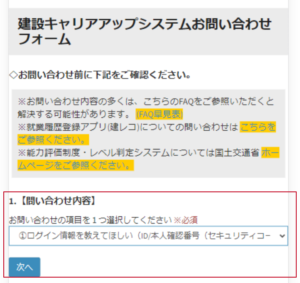 建設キャリアアップシステムお問い合わせ
フォーム
◇お問い合わせ前に下記をご確認ください。
※お問い合わせ内容の多くは、こちらのFAQをご参照いただくと
解決する可能性があります。 (FAQ早見表)
※就業履歴登録アプリ(建レコ)についての問い合わせは こちらを
ご参照ください。
※能力評価制度・レベル判定システムについては国土交通省 ホー
ムページをご参照ください。
1.【問い合わせ内容】
お問い合わせの項目を１つ選択してください ※必須
①ログイン情報を教えてほしい（ID/本人確認番号（セキュリティコー
次へ